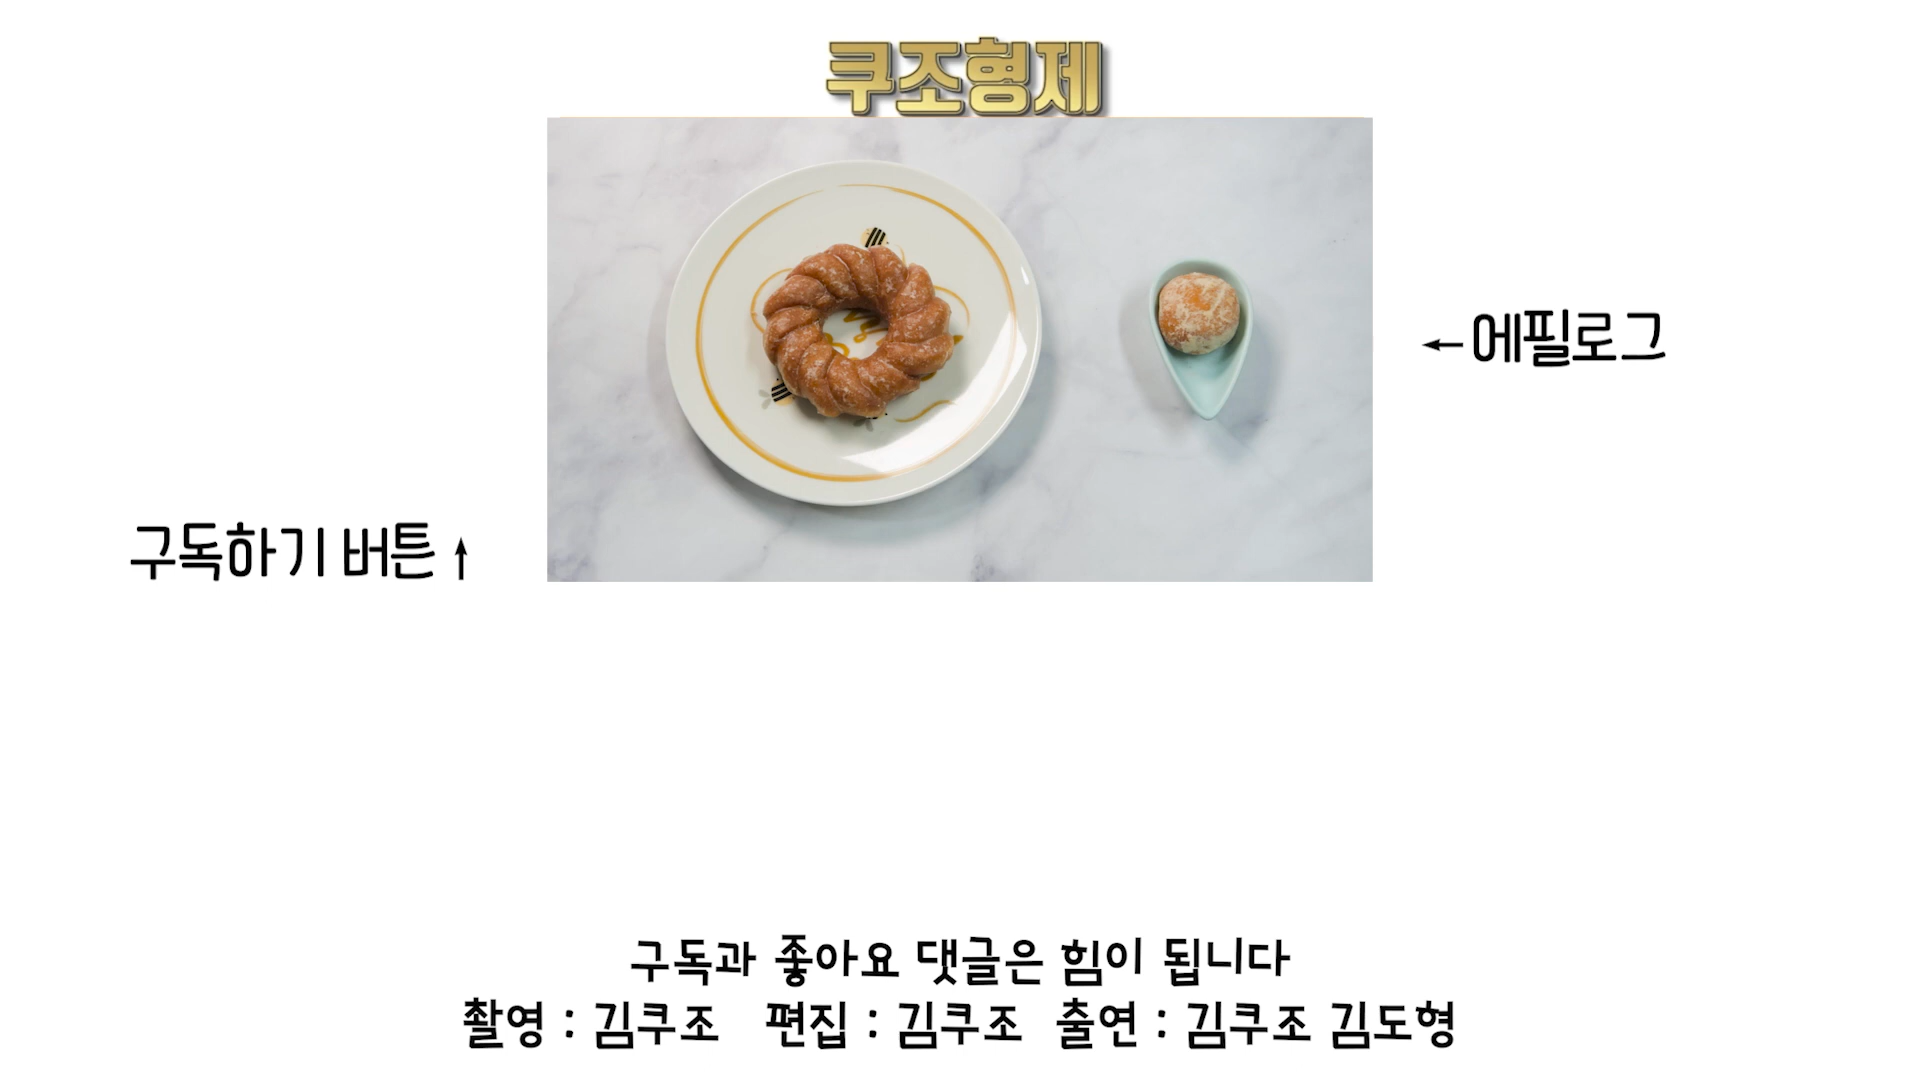 쿠조형제
←에필로그
구독하기 버튼 ↑
구독과 좋아요 댓글은 힘이 됩니다
촬영 : 김쿠조 편집 : 김쿠조 출연 : 김쿠조 김도형